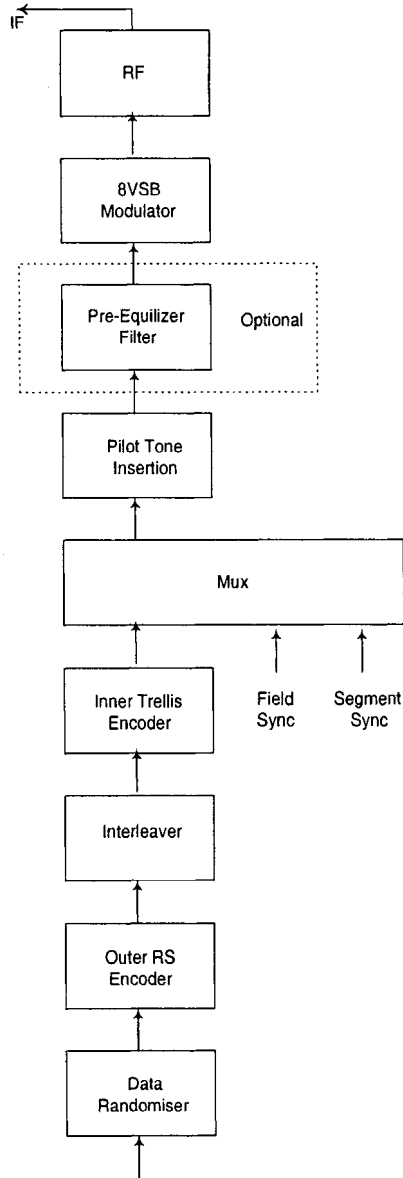 IF
RF
8VSB
Modulator
Pre-Equilizer
Filter
Optional
Pilot Tone
Insertion
Mux
Inner Trellis
Encoder
Field
Sync
Segment
Sync
Interleaver
Outer RS
Encoder
Data
Randomiser